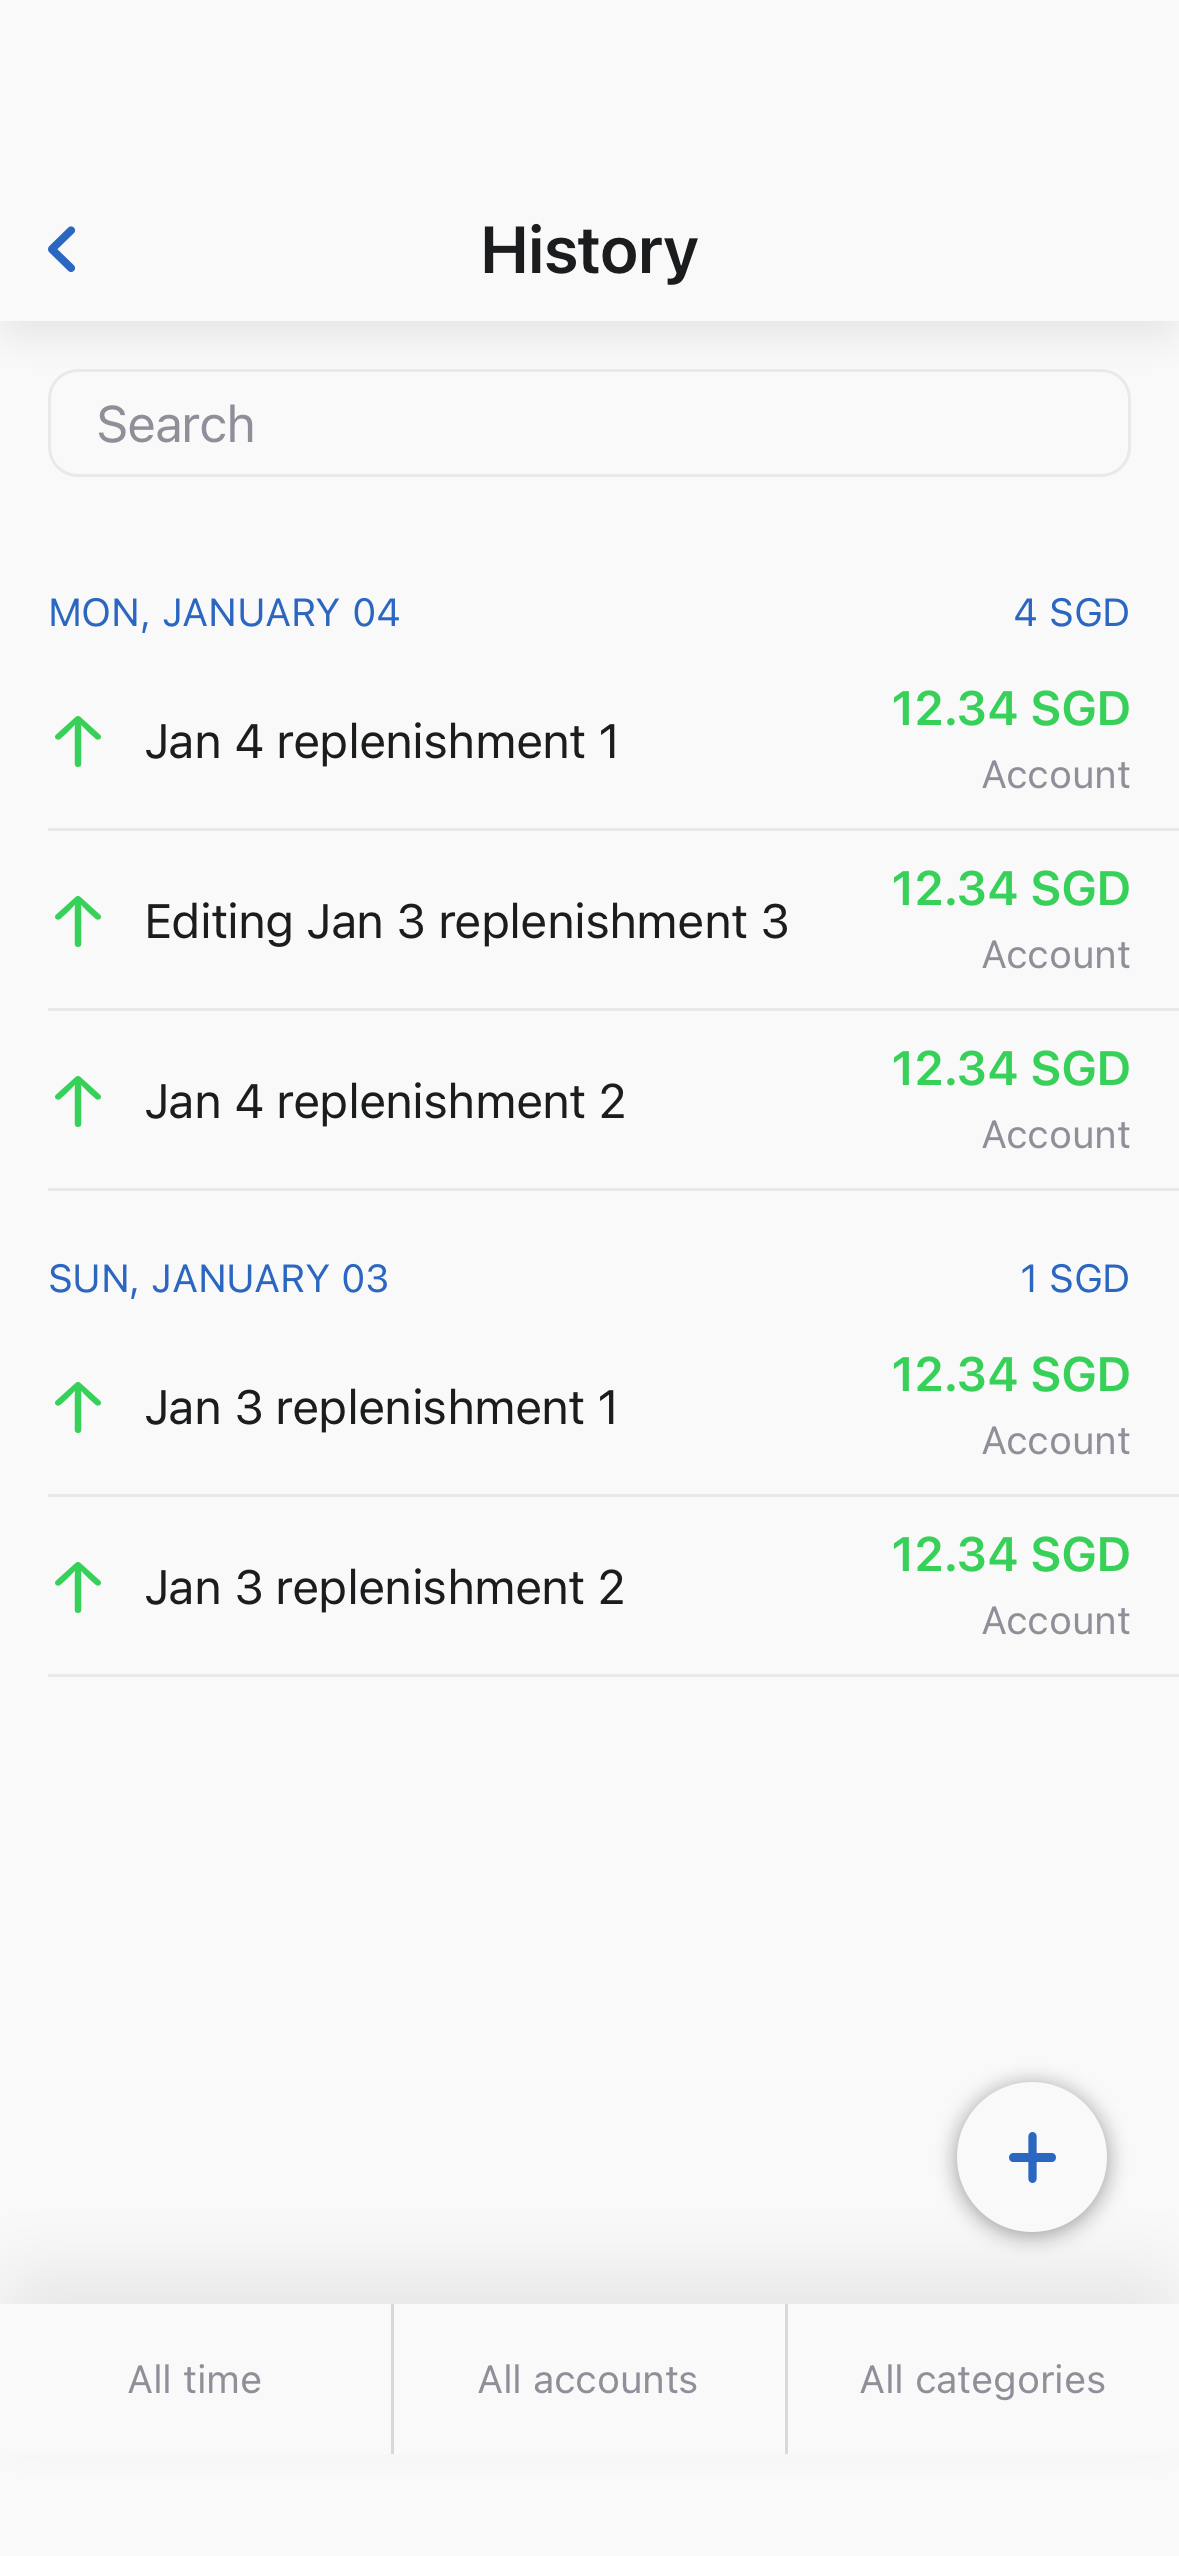 History
Search
MON, JANUARY 04 4 SGD
Jan 4 replenishment 1 12.34 SGD
Account
Editing Jan 3 replenishment 3 12.34 SGD
Account
Jan 4 replenishment 2 12.34 SGD
Account
SUN, JANUARY 03 1 SGD
Jan 3 replenishment 1 12.34 SGD
Account
Jan 3 replenishment 2 12.34 SGD
Account
All time All accounts All categories